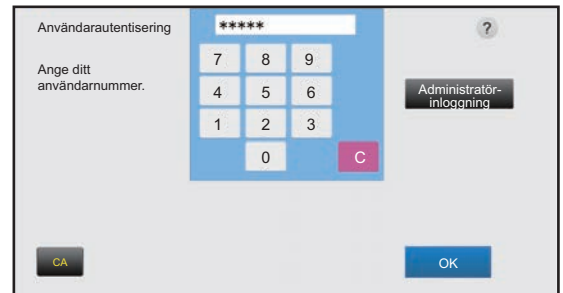 Användarautentisering
*****
?
Ange ditt
användarnummer.
7 8 9
4 5 6
1 2 3
0 C
Administratör-
inloggning
CA
OK